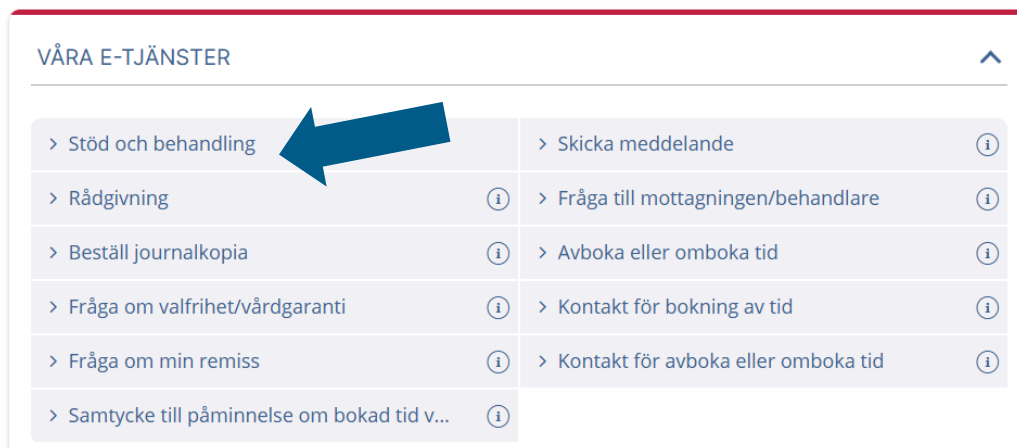 VÅRA E-TJÄNSTER
Stöd och behandling
Skicka meddelande
Rådgivning
Fråga till mottagningen/behandlare
Beställ journalkopia
Avboka eller omboka tid
Fråga om valfrihet/vårdgaranti
Kontakt för bokning av tid
Fråga om min remiss
Kontakt för avboka eller omboka tid
Samtycke till påminnelse om bokad tid v...